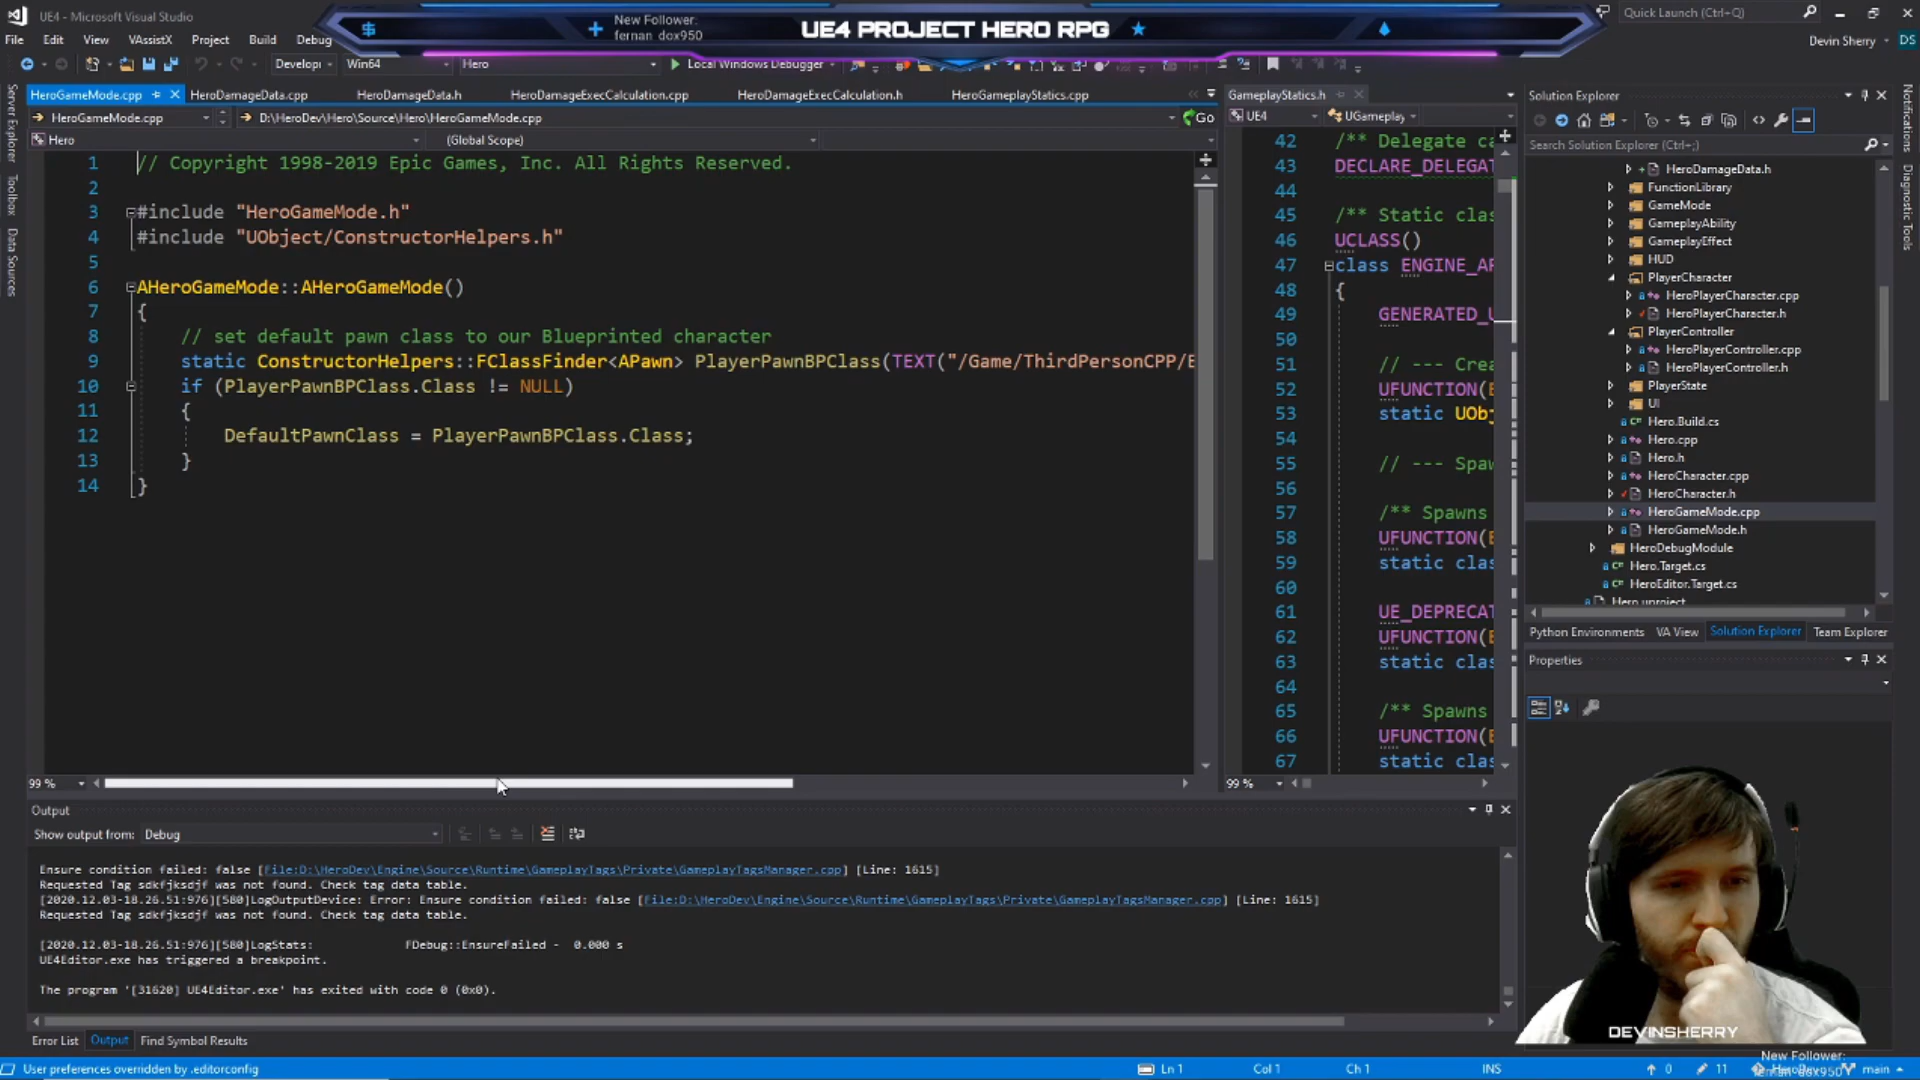 UE4 - Microsoft Visual Studio
New Follower:
fernan_dox950
UE4 PROJECT HERO RPG
Quick Launch (Ctrl+Q)
File Edit View VAssistX Project Build Debug
Devin Sherry DS
Developi Win64 Hero Local Windows Debugger
HeroGameMode.cpp HeroDamageData.cpp HeroDamageData.h HeroDamageExecCalculation.cpp HeroDamageExecCalculation.h HeroGameplayStatics.cpp
HeroGameMode.cpp D:\HeroDev\Hero\Source\Hero\HeroGameMode.cpp Go
Hero (Global Scope)
1 // Copyright 1998-2019 Epic Games, Inc. All Rights Reserved.
2
3 #include "HeroGameMode.h"
4 #include "UObject/ConstructorHelpers.h"
5
6 AHeroGameMode::AHeroGameMode()
7 {
8 // set default pawn class to our Blueprinted character
9 static ConstructorHelpers::FClassFinder<APawn> PlayerPawnBPClass(TEXT("/Game/ThirdPersonCPP/B
10 if (PlayerPawnBPClass.Class != NULL)
11 {
12 DefaultPawnClass = PlayerPawnBPClass.Class;
13 }
14 }
99 %
GameplayStatics.h
UE4 UGameplay
42 /** Delegate ca
43 DECLARE_DELEGAT
44
45 /** Static clas
46 UCLASS()
47 class ENGINE_AP
48 {
49 GENERATED_U
50
51 // --- Crea
52 UFUNCTION(B
53 static UObj
54
55 // --- Spaw
56
57 /** Spawns
58 UFUNCTION(B
59 static clas
60
61 UE_DEPRECAT
62 UFUNCTION(B
63 static clas
64
65 /** Spawns
66 UFUNCTION(B
67 static clas
99 %
Solution Explorer
Search Solution Explorer (Ctrl+;)
HeroDamageData.h
FunctionLibrary
GameMode
GameplayAbility
GameplayEffect
HUD
PlayerCharacter
HeroPlayerCharacter.cpp
HeroPlayerCharacter.h
PlayerController
HeroPlayerController.cpp
HeroPlayerController.h
PlayerState
UI
Hero.Build.cs
Hero.cpp
Hero.h
HeroCharacter.cpp
HeroCharacter.h
HeroGameMode.cpp
HeroGameMode.h
HeroDebugModule
Hero.Target.cs
HeroEditor.Target.cs
Hero.uproject
Python Environments VA View Solution Explorer Team Explorer
Properties
Server Explorer
Toolbox
Data Sources
Notifications
Diagnostic Tools
Output
Show output from: Debug
Ensure condition failed: false [File:D:\HeroDev\Engine\Source\Runtime\GameplayTags\Private\GameplayTagsManager.cpp] [Line: 1615]
Requested Tag sdkfjksdjf was not found. Check tag data table.
[2020.12.03-18.26.51:976][580]LogOutputDevice: Error: Ensure condition failed: false [File:D:\HeroDev\Engine\Source\Runtime\GameplayTags\Private\GameplayTagsManager.cpp] [Line: 1615]
Requested Tag sdkfjksdjf was not found. Check tag data table.
[2020.12.03-18.26.51:976][580]LogStats: FDebug::EnsureFailed - 0.000 s
UE4Editor.exe has triggered a breakpoint.
The program '[31620] UE4Editor.exe' has exited with code 0 (0x0).
Error List Output Find Symbol Results
DEVINSHERRY
User preferences overridden by .editorconfig
Ln 1 Col 1 Ch 1 INS 0 11 main
New Follower: